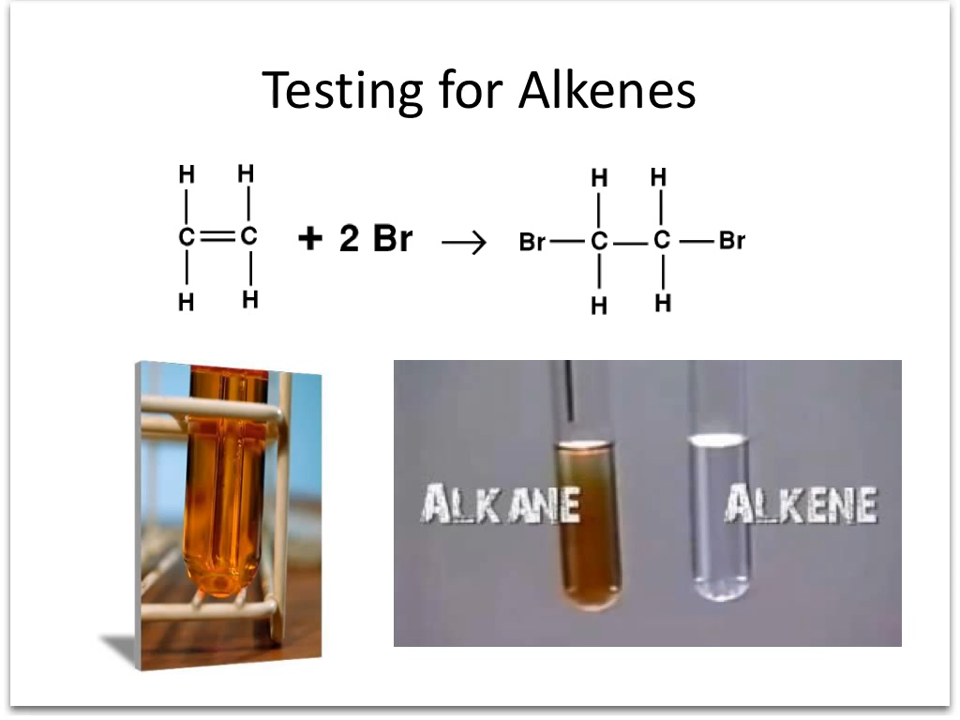 Testing for Alkenes
H H H H
C C + 2 Br → Br C C Br
H H H H
ALKANE ALKENE